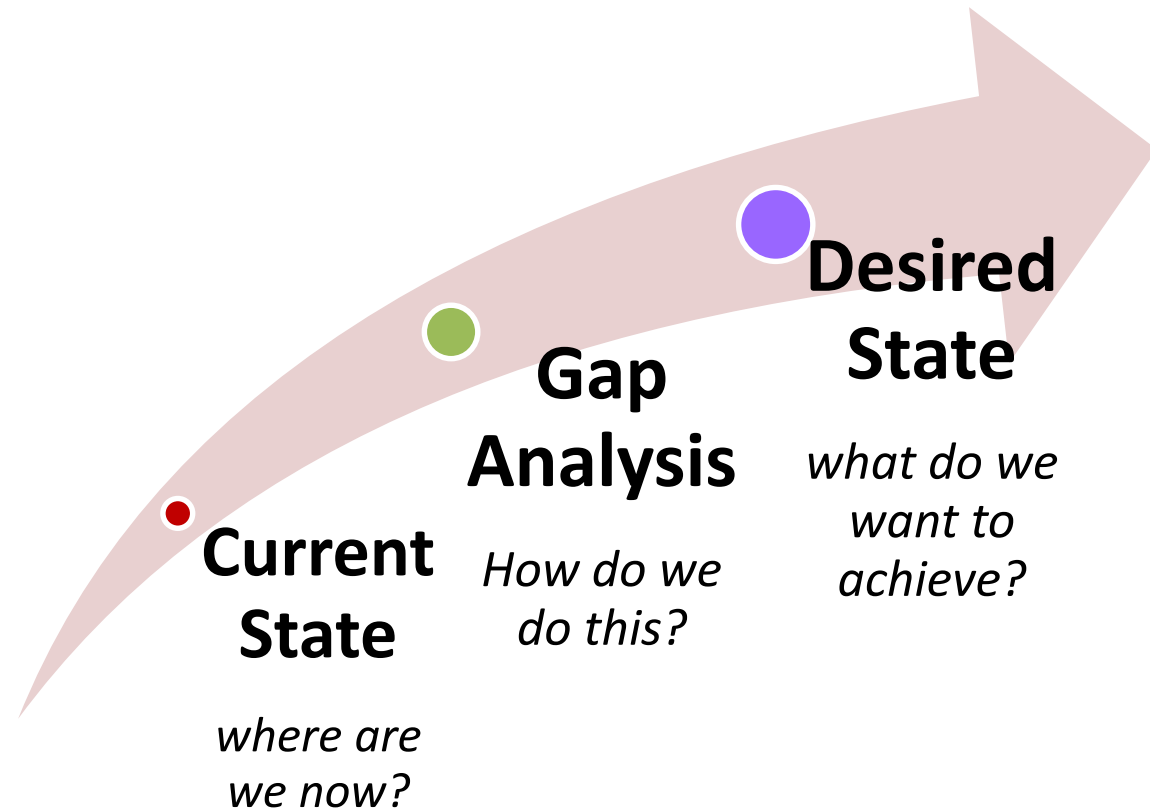 Current
State
where are
we now?
Gap
Analysis
How do we
do this?
Desired
State
what do we
want to
achieve?